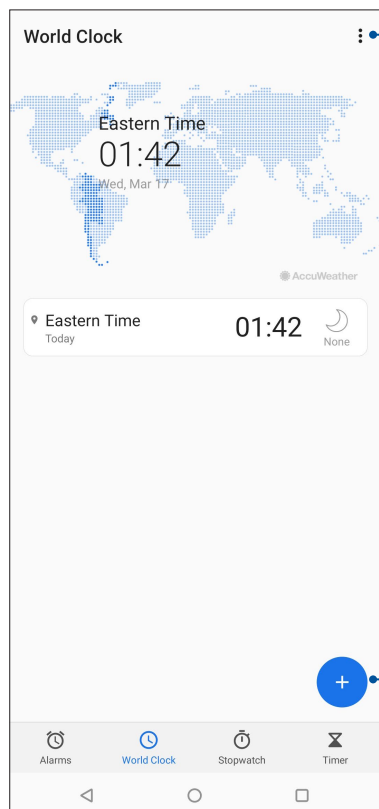 World Clock
Eastern Time
01:42
Wed, Mar 17
AccuWeather
Eastern Time
Today
01:42
None
Alarms
World Clock
Stopwatch
Timer